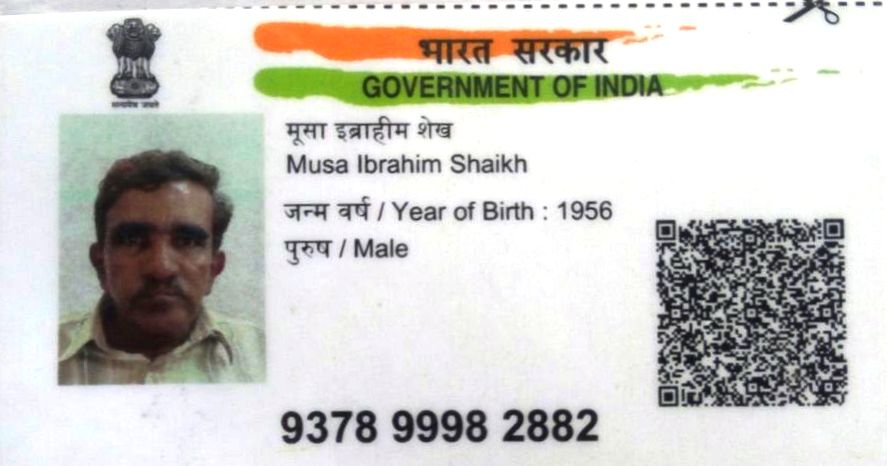 भारत सरकार
GOVERNMENT OF INDIA
सत्यमेव जयते
मूसा इब्राहीम शेख
Musa Ibrahim Shaikh
जन्म वर्ष / Year of Birth : 1956
पुरुष / Male
9378 9998 2882